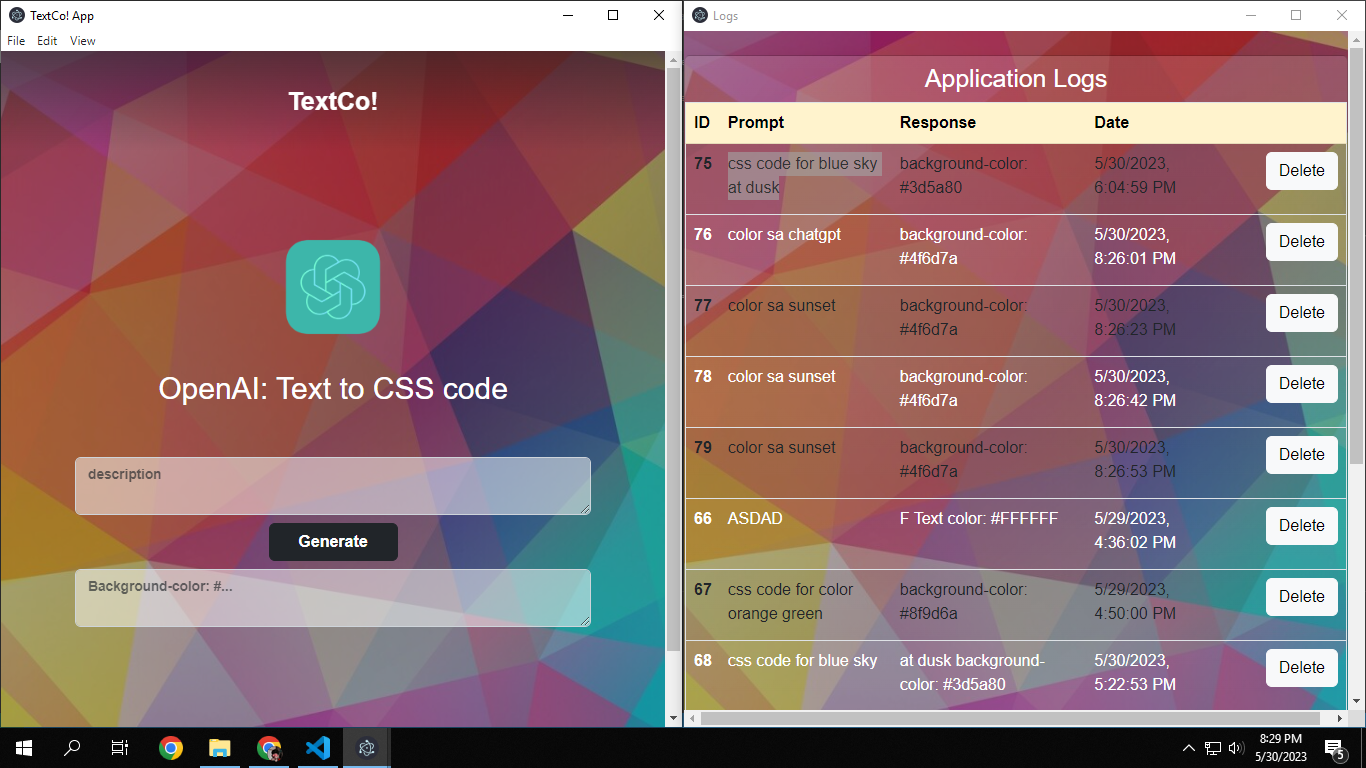 TextCo! App
File Edit View
TextCo!
OpenAI: Text to CSS code
description
Generate
Background-color: #...
Logs
Application Logs
ID Prompt Response Date
75 css code for blue sky background-color: 5/30/2023, Delete
at dusk #3d5a80 6:04:59 PM
76 color sa chatgpt background-color: 5/30/2023, Delete
#4f6d7a 8:26:01 PM
77 color sa sunset background-color: 5/30/2023, Delete
#4f6d7a 8:26:23 PM
78 color sa sunset background-color: 5/30/2023, Delete
#4f6d7a 8:26:42 PM
79 color sa sunset background-color: 5/30/2023, Delete
#4f6d7a 8:26:53 PM
66 ASDAD F Text color: #FFFFFF 5/29/2023, Delete
4:36:02 PM
67 css code for color background-color: 5/29/2023, Delete
orange green #8f9d6a 4:50:00 PM
68 css code for blue sky at dusk background- 5/30/2023, Delete
color: #3d5a80 5:22:53 PM
8:29 PM
5/30/2023
5